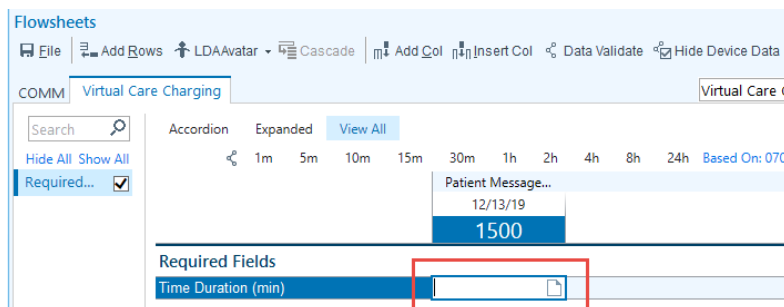 Flowsheets
File Add Rows LDAAvatar Cascade Add Col Insert Col Data Validate Hide Device Data
COMM Virtual Care Charging Virtual Care
Search Accordion Expanded View All
Hide All Show All 1m 5m 10m 15m 30m 1h 2h 4h 8h 24h Based On: 070
Required... Patient Message...
12/13/19
1500
Required Fields
Time Duration (min)